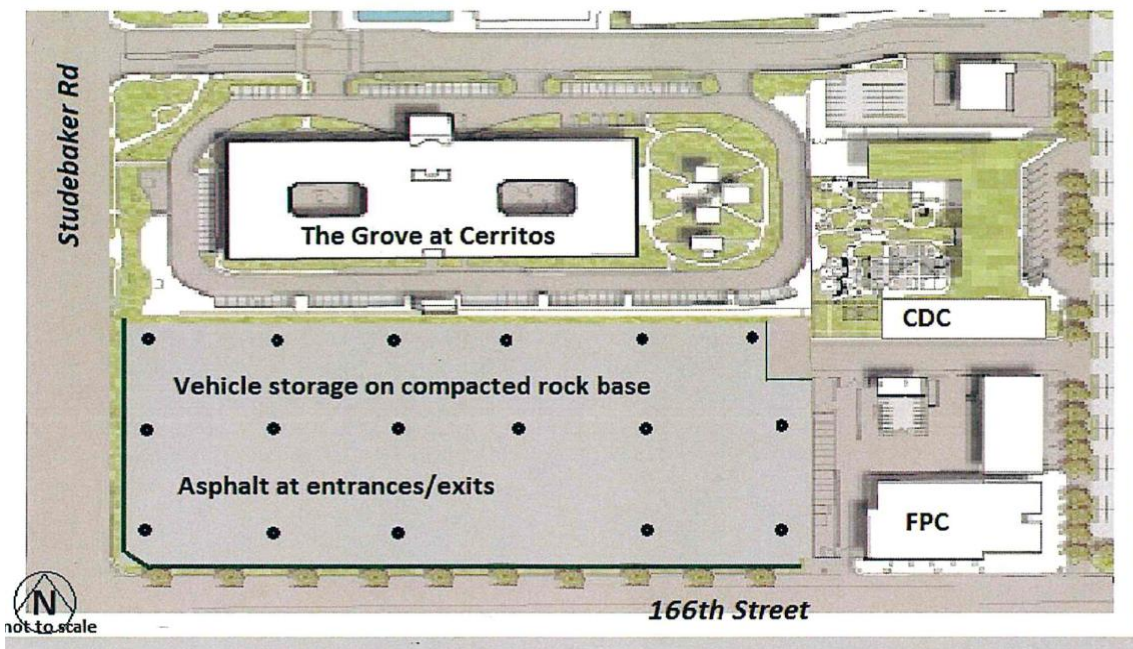 Studebaker Rd
The Grove at Cerritos
CDC
Vehicle storage on compacted rock base
Asphalt at entrances/exits
FPC
166th Street
N
not to scale